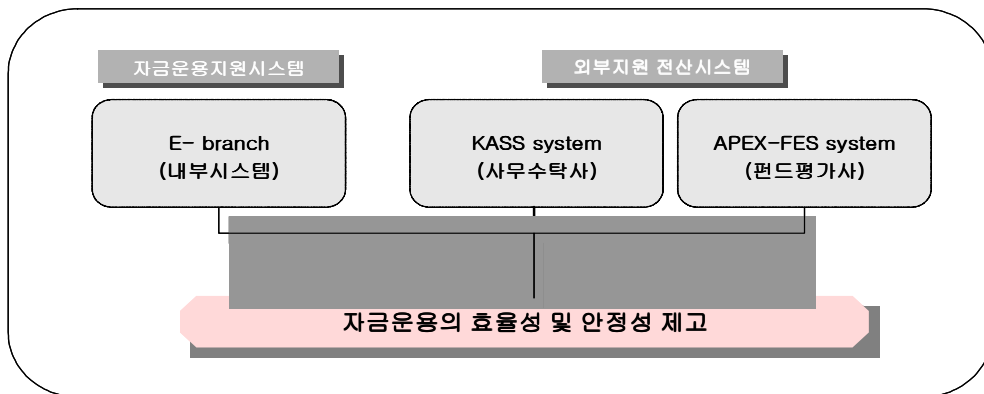 자금운용지원시스템
외부지원 전산시스템
E- branch
(내부시스템)
KASS system
(사무수탁사)
APEX-FES system
(펀드평가사)
자금운용의 효율성 및 안정성 제고